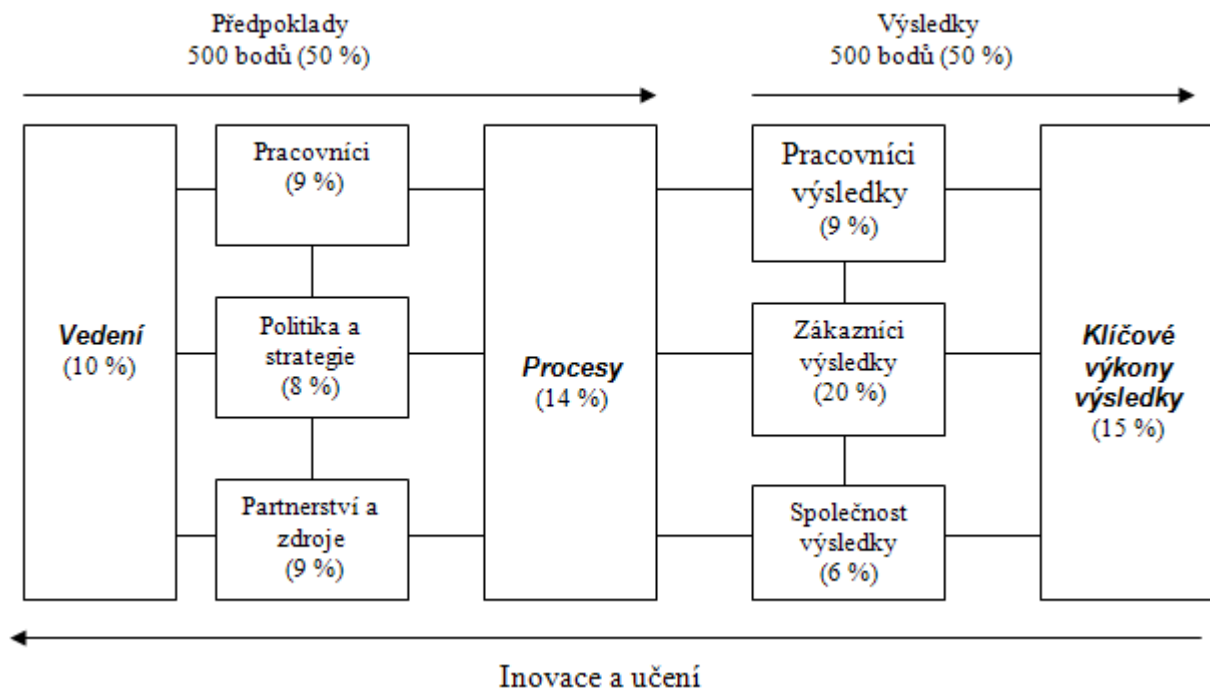 Předpoklady
500 bodů (50 %)
Výsledky
500 bodů (50 %)
Vedení
(10 %)
Pracovníci
(9 %)
Politika a
strategie
(8 %)
Partnerství a
zdroje
(9 %)
Procesy
(14 %)
Pracovníci
výsledky
(9 %)
Zákazníci
výsledky
(20 %)
Společnost
výsledky
(6 %)
Klíčové
výkony
výsledky
(15 %)
Inovace a učení